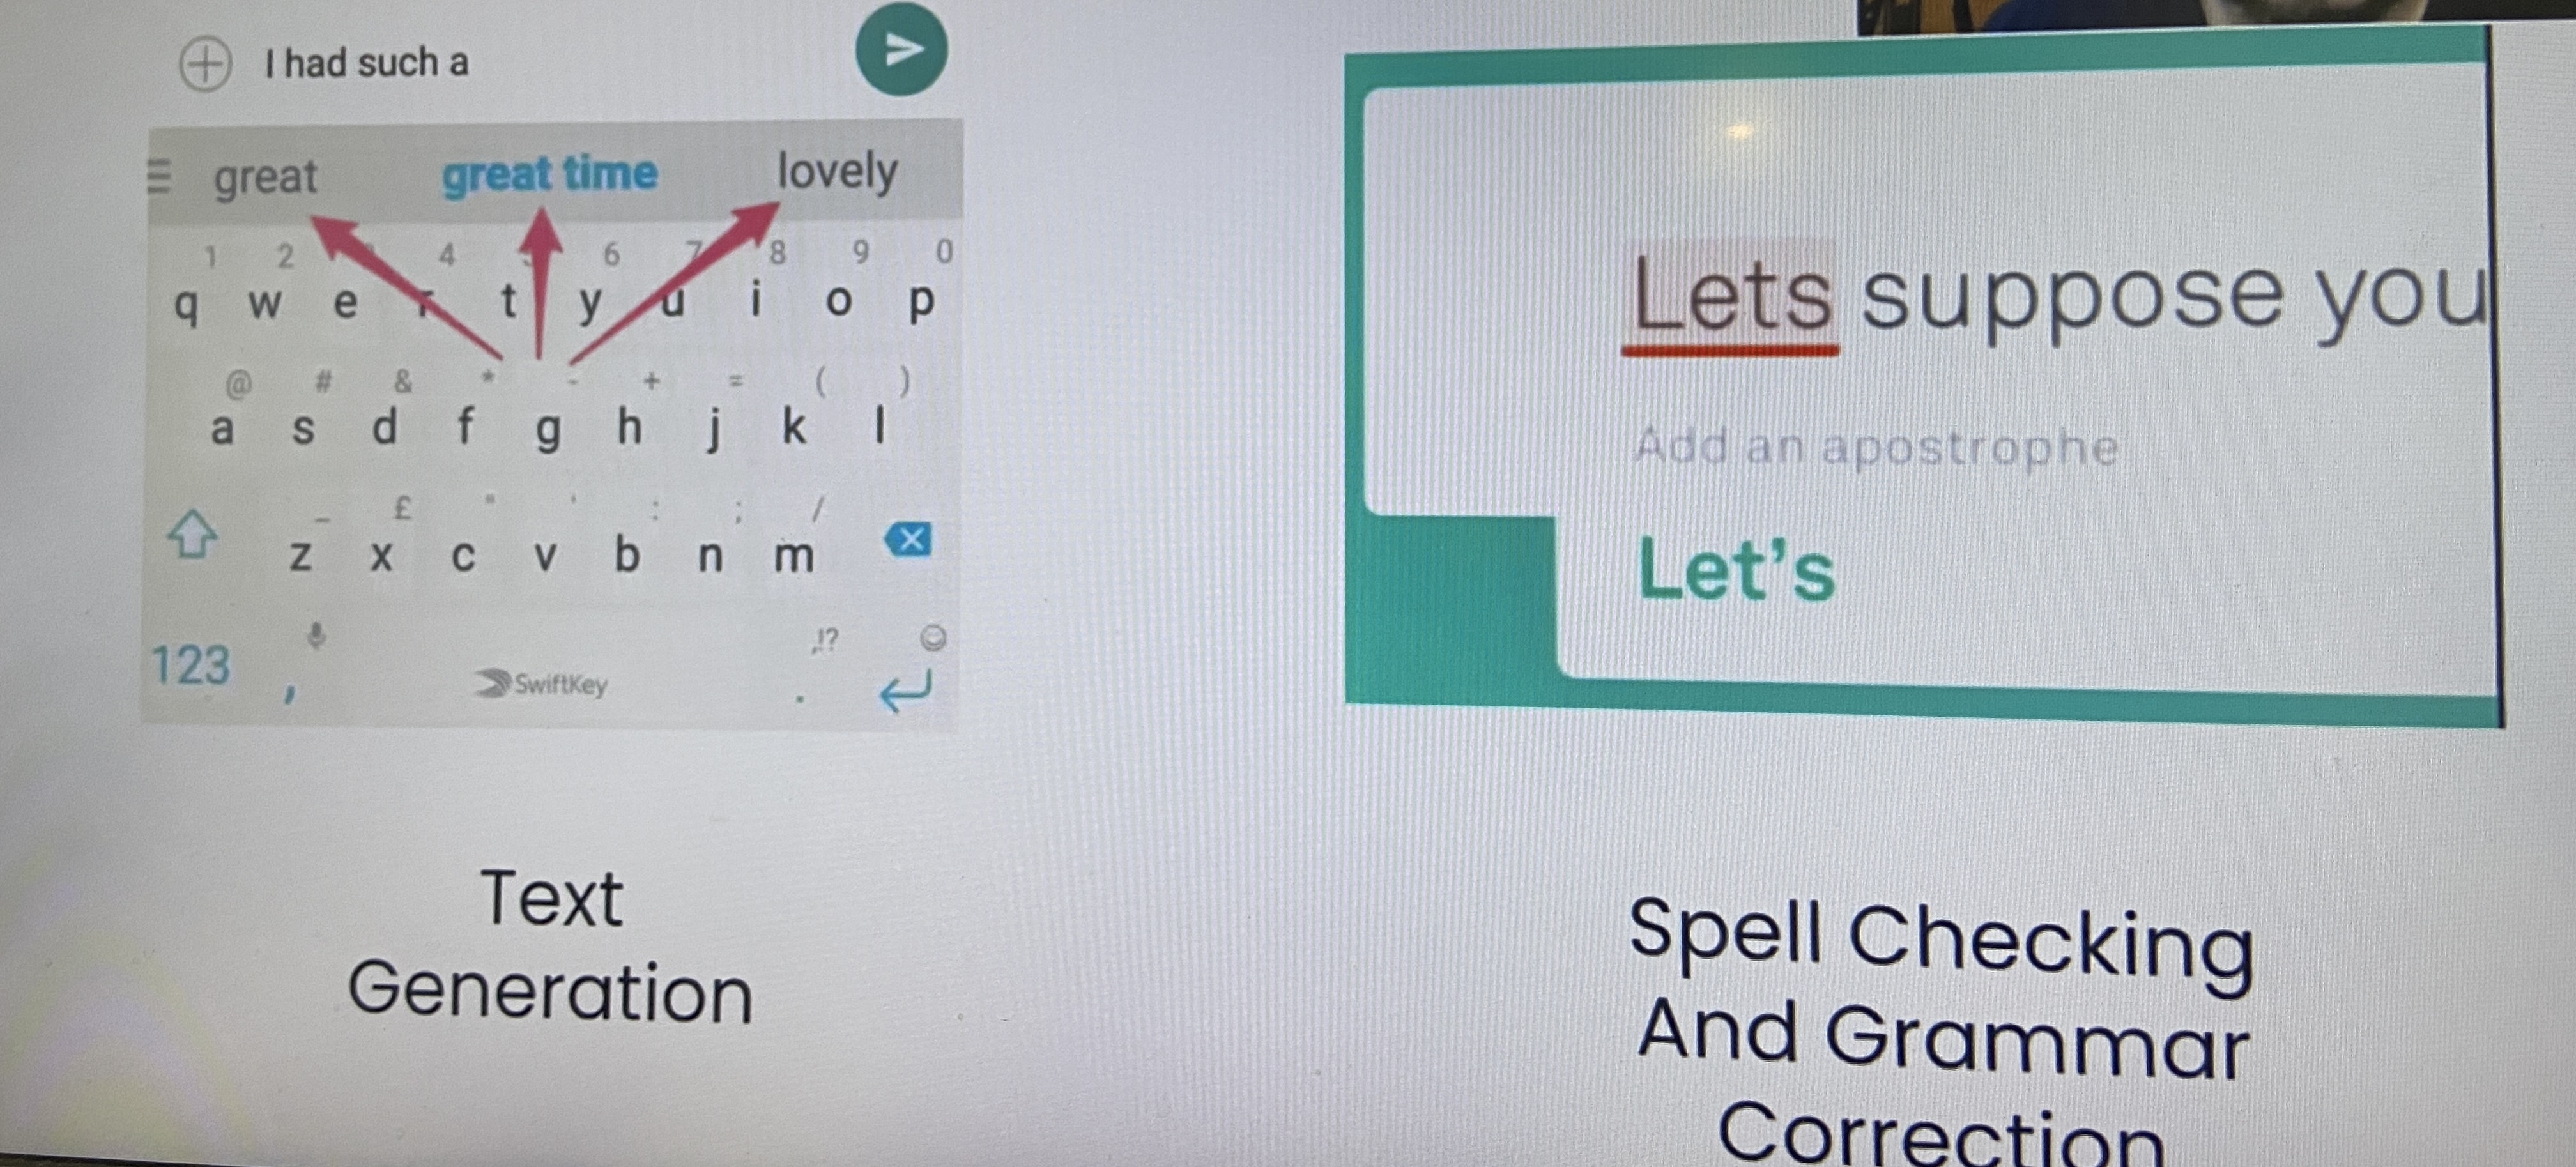 I had such a
great great time lovely
1 2 4 6 7 8 9 0
q w e r t y u i o p
@ # & * - + = ( )
a s d f g h j k l
_ £ " ' : ; /
z x c v b n m
,!?
123 , SwiftKey .
Text
Generation
Lets suppose you
Add an apostrophe
Let's
Spell Checking
And Grammar
Correction